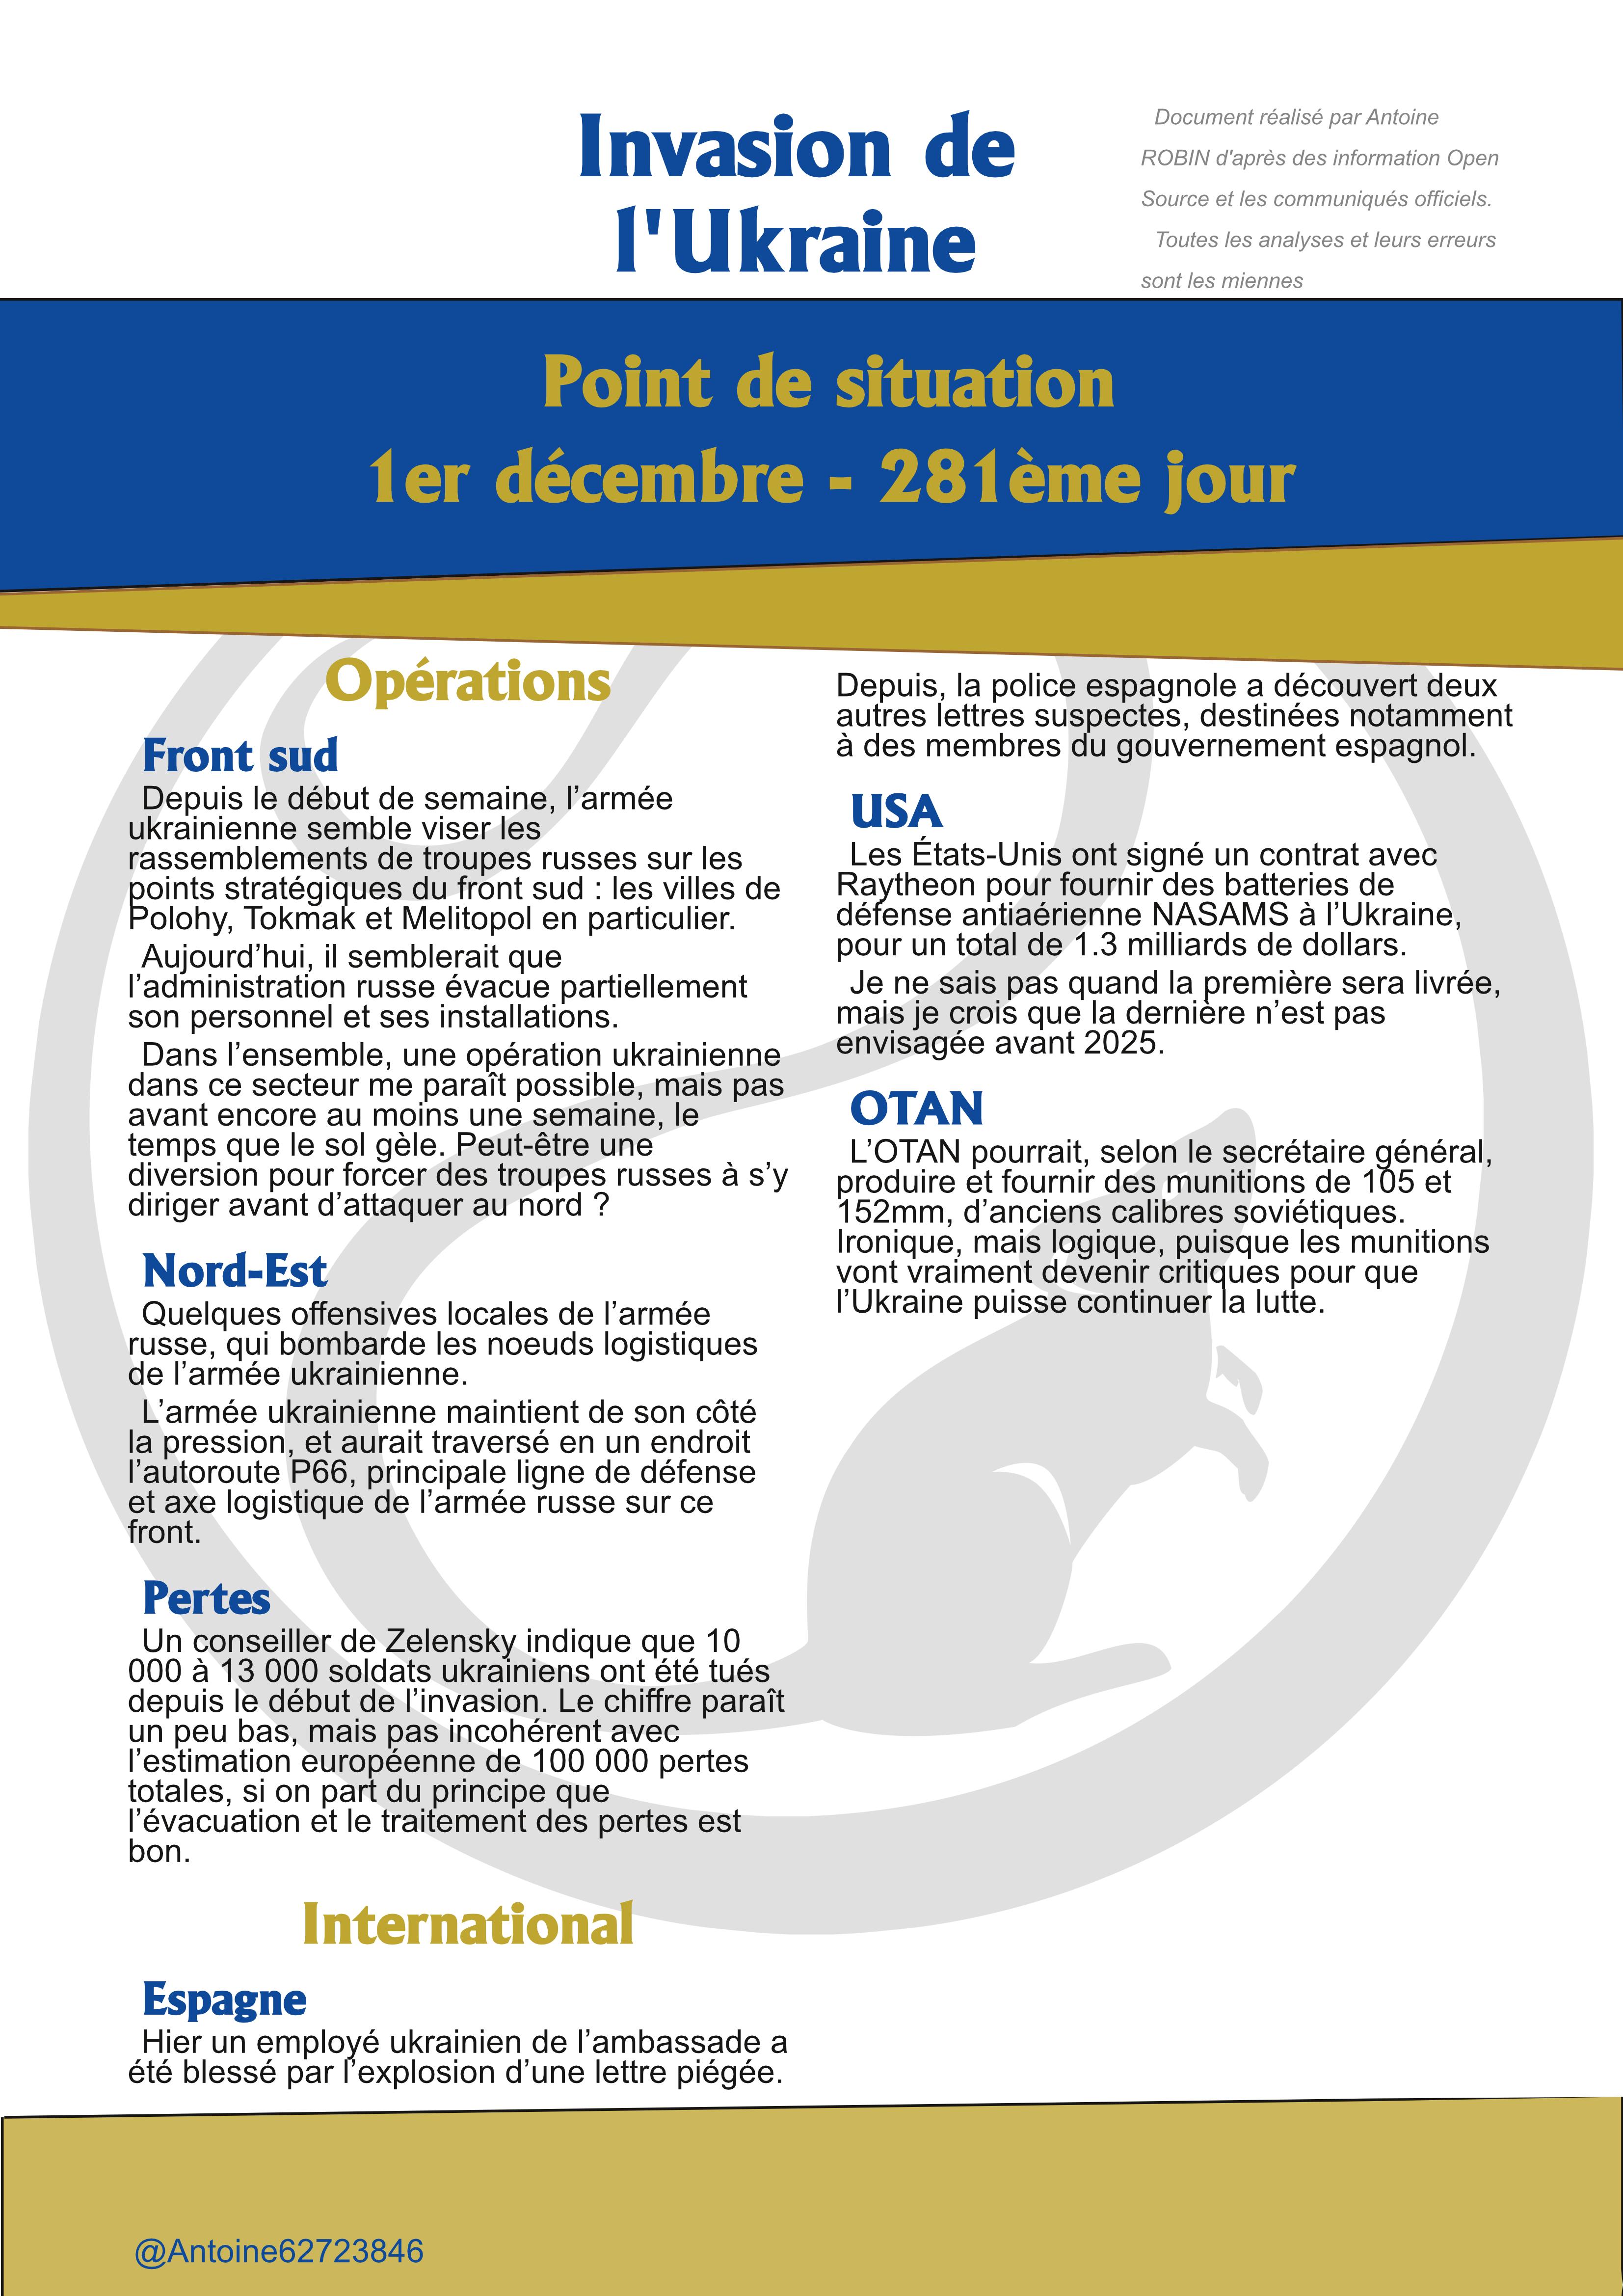 Invasion de
l'Ukraine
Document réalisé par Antoine
ROBIN d'après des information Open
Source et les communiqués officiels.
Toutes les analyses et leurs erreurs
sont les miennes
Point de situation
1er décembre - 281ème jour
Opérations
Front sud
Depuis le début de semaine, l’armée
ukrainienne semble viser les
rassemblements de troupes russes sur les
points stratégiques du front sud : les villes de
Polohy, Tokmak et Melitopol en particulier.
Aujourd’hui, il semblerait que
l’administration russe évacue partiellement
son personnel et ses installations.
Dans l’ensemble, une opération ukrainienne
dans ce secteur me paraît possible, mais pas
avant encore au moins une semaine, le
temps que le sol gèle. Peut-être une
diversion pour forcer des troupes russes à s’y
diriger avant d’attaquer au nord ?
Nord-Est
Quelques offensives locales de l’armée
russe, qui bombarde les noeuds logistiques
de l’armée ukrainienne.
L’armée ukrainienne maintient de son côté
la pression, et aurait traversé en un endroit
l’autoroute P66, principale ligne de défense
et axe logistique de l’armée russe sur ce
front.
Pertes
Un conseiller de Zelensky indique que 10
000 à 13 000 soldats ukrainiens ont été tués
depuis le début de l’invasion. Le chiffre paraît
un peu bas, mais pas incohérent avec
l’estimation européenne de 100 000 pertes
totales, si on part du principe que
l’évacuation et le traitement des pertes est
bon.
International
Espagne
Hier un employé ukrainien de l’ambassade a
été blessé par l’explosion d’une lettre piégée.
Depuis, la police espagnole a découvert deux
autres lettres suspectes, destinées notamment
à des membres du gouvernement espagnol.
USA
Les États-Unis ont signé un contrat avec
Raytheon pour fournir des batteries de
défense antiaérienne NASAMS à l’Ukraine,
pour un total de 1.3 milliards de dollars.
Je ne sais pas quand la première sera livrée,
mais je crois que la dernière n’est pas
envisagée avant 2025.
OTAN
L’OTAN pourrait, selon le secrétaire général,
produire et fournir des munitions de 105 et
152mm, d’anciens calibres soviétiques.
Ironique, mais logique, puisque les munitions
vont vraiment devenir critiques pour que
l’Ukraine puisse continuer la lutte.
@Antoine62723846